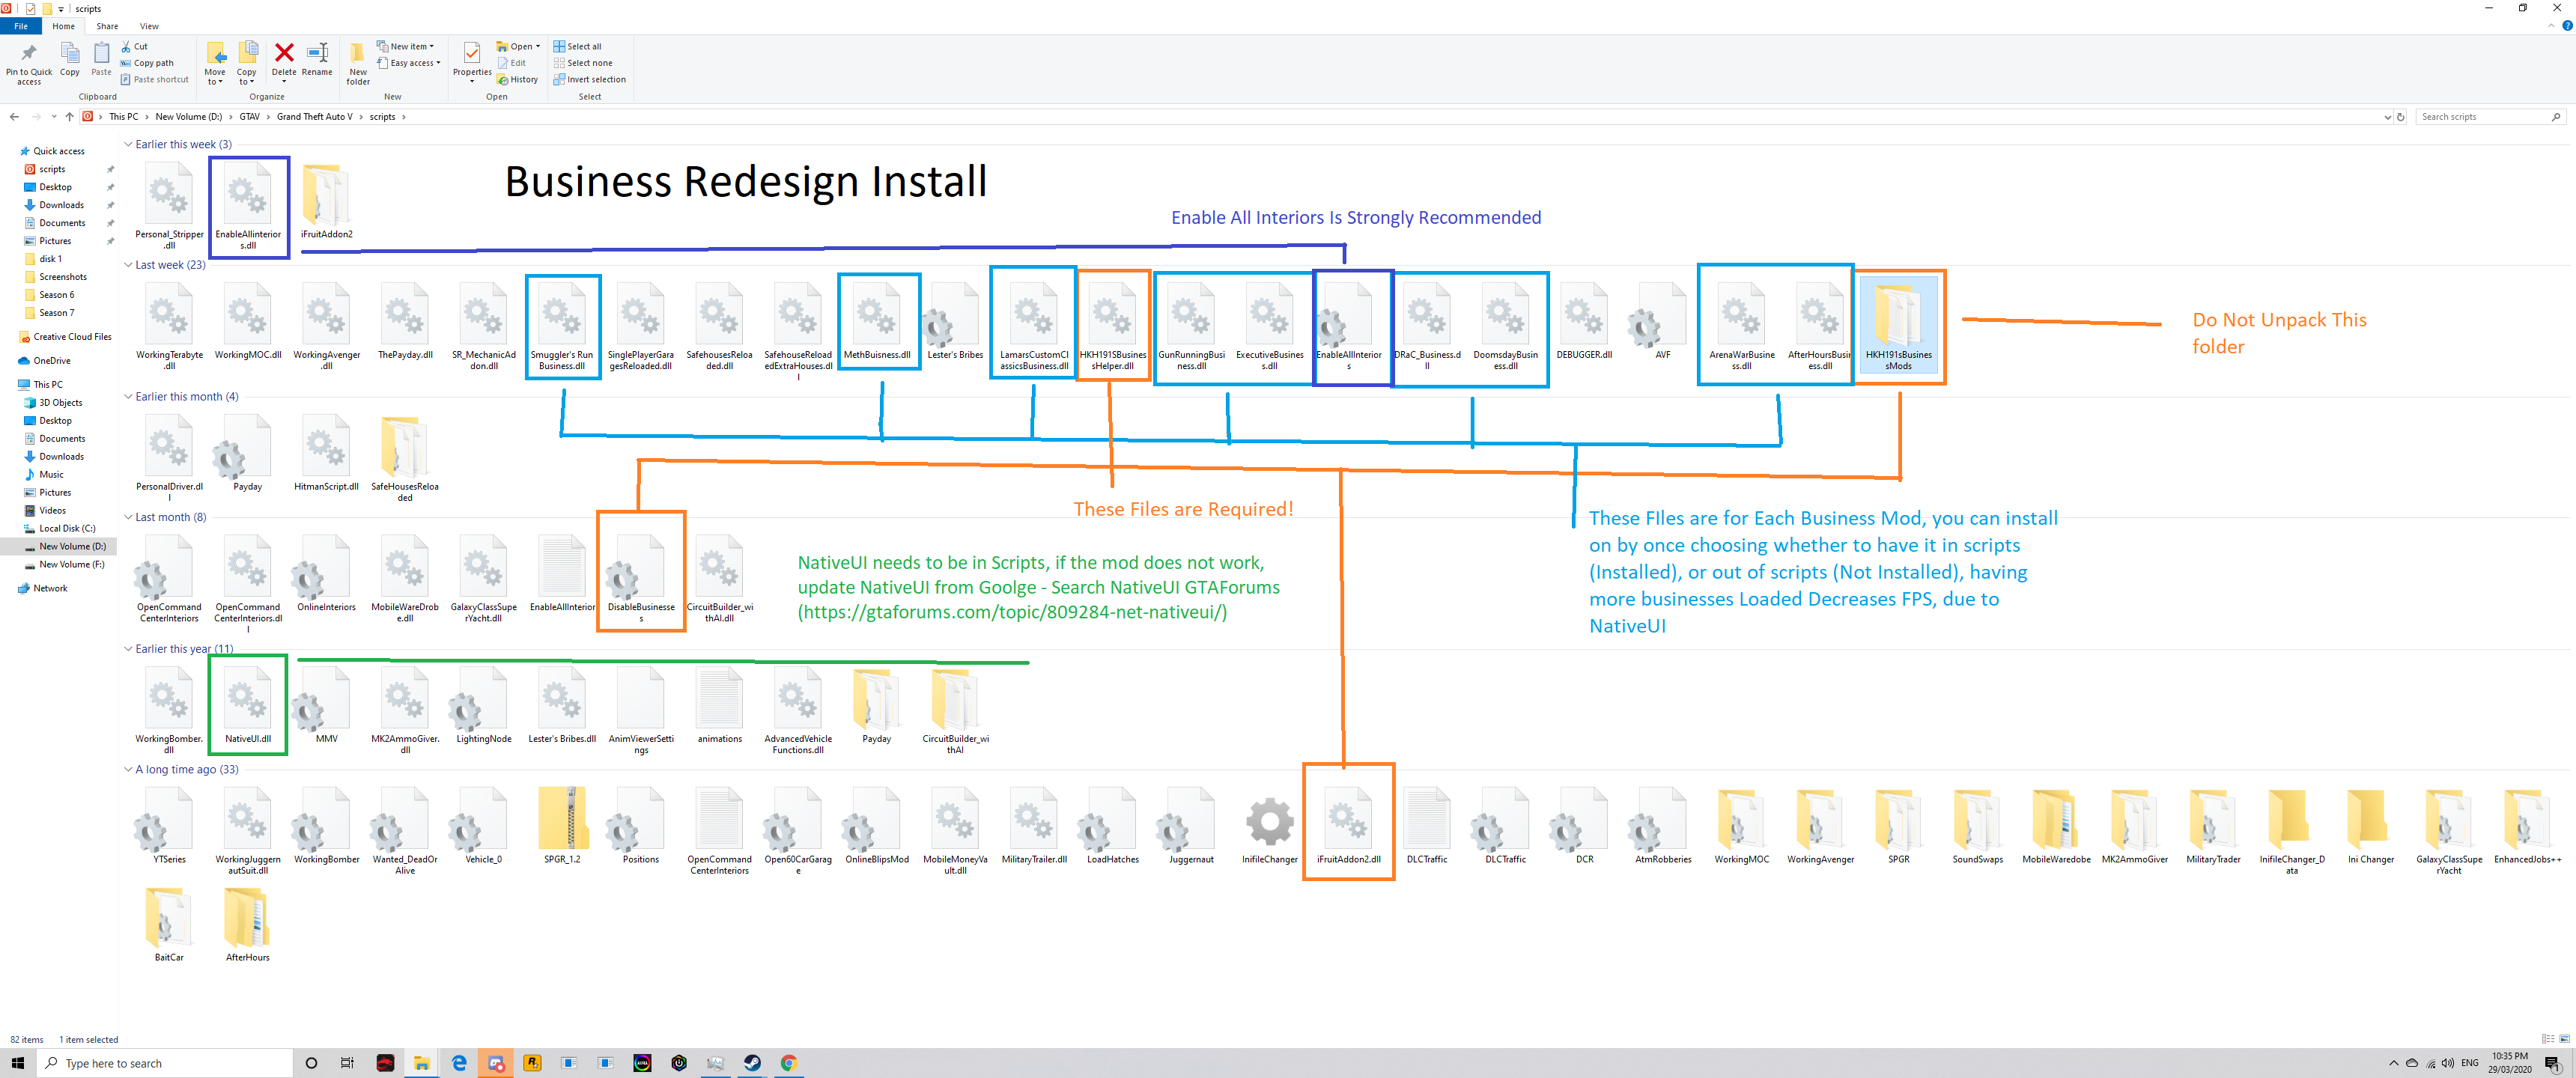 scripts
File
Home
Share
View
Pin to Quick access
Copy
Paste
Cut
Copy path
Paste shortcut
Move to
Copy to
Delete
Rename
New folder
New item
Easy access
Properties
Open
Edit
History
Select all
Select none
Invert selection
Clipboard
Organize
New
Open
Select
This PC
New Volume (D:)
GTAV
Grand Theft Auto V
scripts
Search scripts
Quick access
scripts
Desktop
Downloads
Documents
Pictures
disk 1
Screenshots
Season 6
Season 7
Creative Cloud Files
OneDrive
This PC
3D Objects
Desktop
Documents
Downloads
Music
Pictures
Videos
Local Disk (C:)
New Volume (D:)
New Volume (F:)
Network
Earlier this week (3)
Personal_Stripper.dll
EnableAllinteriors.dll
iFruitAddon2
Business Redesign Install
Enable All Interiors Is Strongly Recommended
Last week (23)
WorkingTerabyte.dll
WorkingMOC.dll
WorkingAvenger.dll
ThePayday.dll
SR_MechanicAddon.dll
Smuggler's Run Business.dll
SinglePlayerGaragesReloaded.dll
SafehousesReloaded.dll
SafehouseReloadedExtraHouses.dll
MethBuisness.dll
Lester's Bribes
LamarsCustomClassicsBusiness.dll
HKH191SBusinessHelper.dll
GunRunningBusiness.dll
ExecutiveBusiness.dll
EnableAllInteriors
DRaC_Business.dll
DoomsdayBusiness.dll
DEBUGGER.dll
AVF
ArenaWarBusiness.dll
AfterHoursBusiness.dll
HKH191sBusinessMods
Do Not Unpack This
folder
Earlier this month (4)
PersonalDriver.dll
Payday
HitmanScript.dll
SafeHousesReloaded
These Files are Required!
Last month (8)
OpenCommandCenterInteriors
OpenCommandCenterInteriors.dll
OnlineInteriors
MobileWareDrobe.dll
GalaxyClassSuperYacht.dll
EnableAllInterior
DisableBusinesses
CircuitBuilder_withAI.dll
NativeUI needs to be in Scripts, if the mod does not work,
update NativeUI from Goolge - Search NativeUI GTAForums
(https://gtaforums.com/topic/809284-net-nativeui/)
These FIles are for Each Business Mod, you can install
on by once choosing whether to have it in scripts
(Installed), or out of scripts (Not Installed), having
more businesses Loaded Decreases FPS, due to
NativeUI
Earlier this year (11)
WorkingBomber.dll
NativeUI.dll
MMV
MK2AmmoGiver.dll
LightingNode
Lester's Bribes.dll
AnimViewerSettings
animations
AdvancedVehicleFunctions.dll
Payday
CircuitBuilder_withAI
A long time ago (33)
YTSeries
WorkingJuggernautSuit.dll
WorkingBomber
Wanted_DeadOrAlive
Vehicle_0
SPGR_1.2
Positions
OpenCommandCenterInteriors
Open60CarGarage
OnlineBlipsMode
MobileMoneyVault.dll
MilitaryTrailer.dll
LoadHatches
Juggernaut
InifileChanger
iFruitAddon2.dll
DLCTraffic
DLCTraffic
DCR
AtmRobberies
WorkingMOC
WorkingAvenger
SPGR
SoundSwaps
MobileWaredobe
MK2AmmoGiver
MilitaryTrader
InifileChanger_Data
Ini Changer
GalaxyClassSuperYacht
EnhancedJobs++
BaitCar
AfterHours
82 items
1 item selected
Type here to search
ENG
10:35 PM
29/03/2020